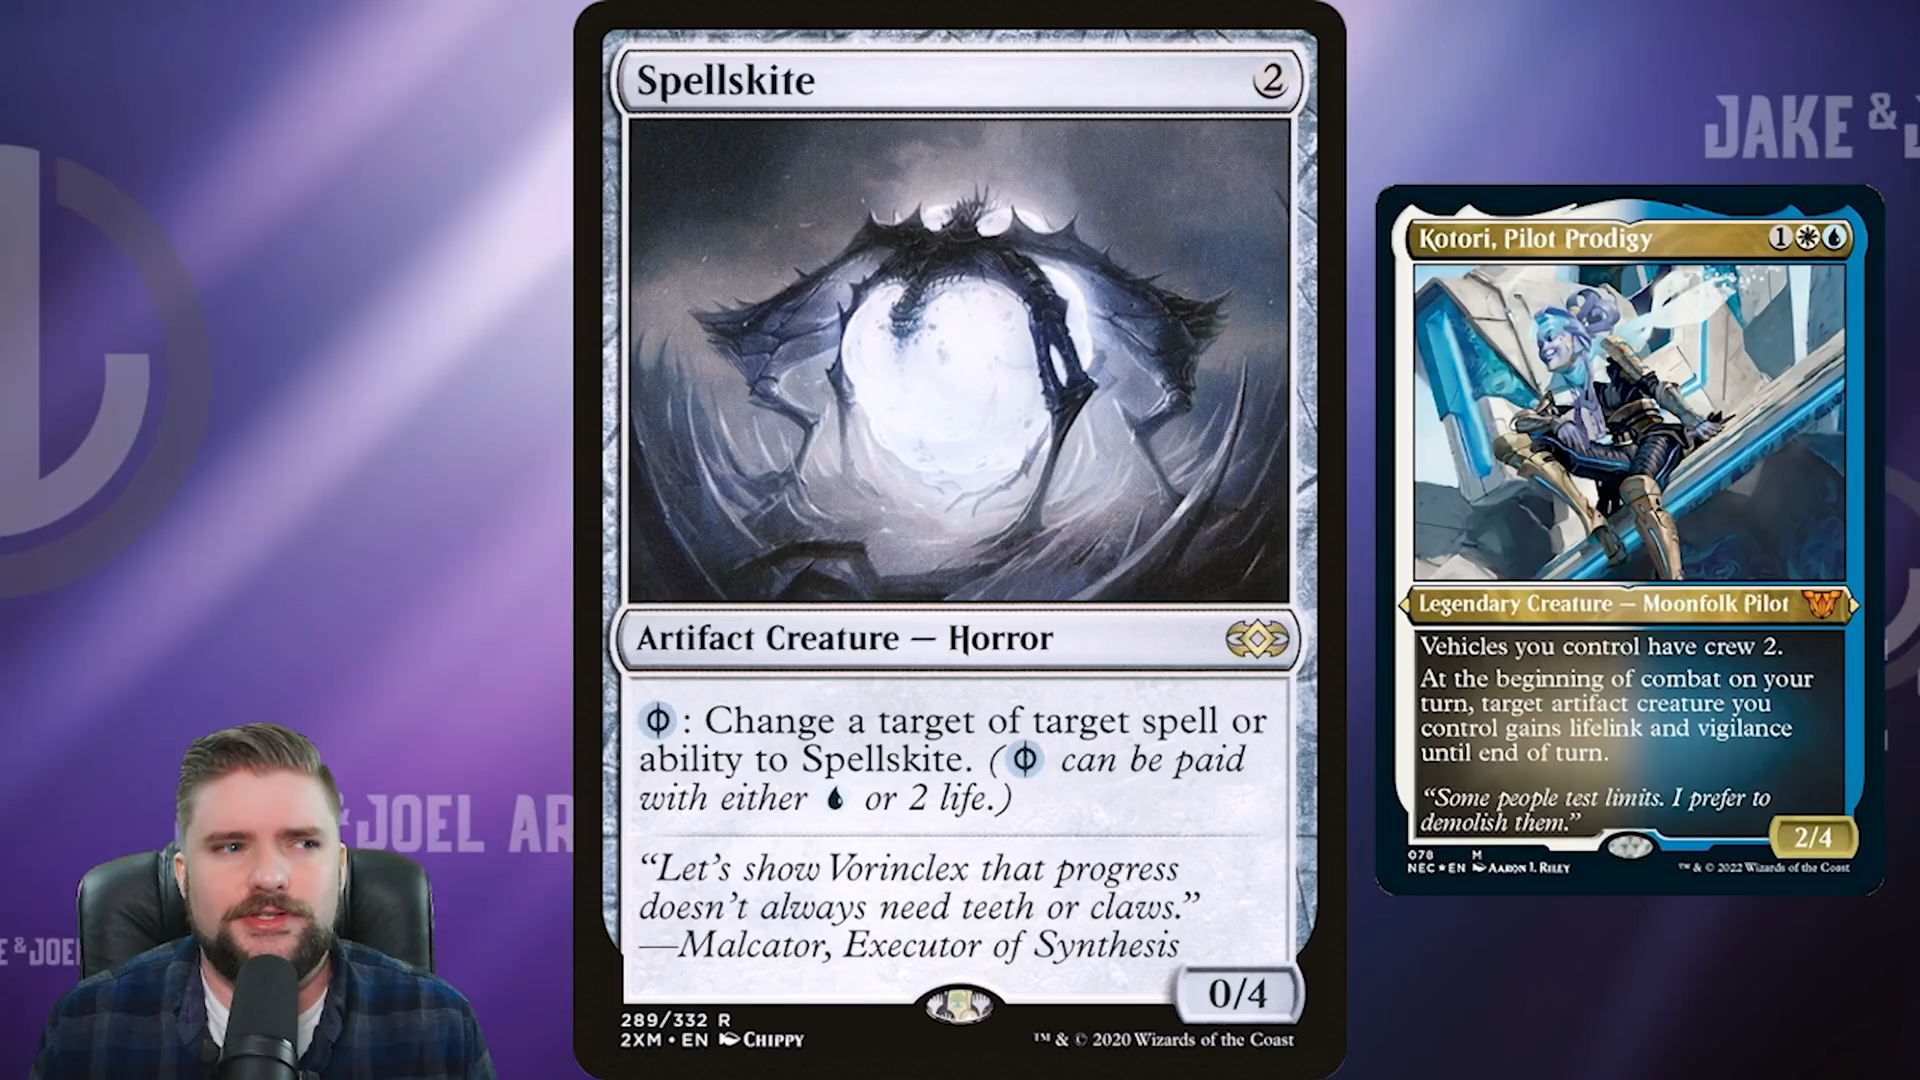 Spellskite 2
Artifact Creature — Horror
Ⓤ/Φ: Change a target of target spell or
ability to Spellskite. (Φ can be paid
with either 💧 or 2 life.)
“Let’s show Vorinclex that progress
doesn’t always need teeth or claws.”
—Malcator, Executor of Synthesis
0/4
289/332 R
2XM • EN CHIPPY
™ & © 2020 Wizards of the Coast
JAKE & J
Kotori, Pilot Prodigy 1
Legendary Creature — Moonfolk Pilot
Vehicles you control have crew 2.
At the beginning of combat on your
turn, target artifact creature you
control gains lifelink and vigilance
until end of turn.
“Some people test limits. I prefer to
demolish them.”
2/4
078 M
NEC ★ EN AARON J. RILEY
™ & © 2022 Wizards of the Coast
& JOEL AR
E & JOEL